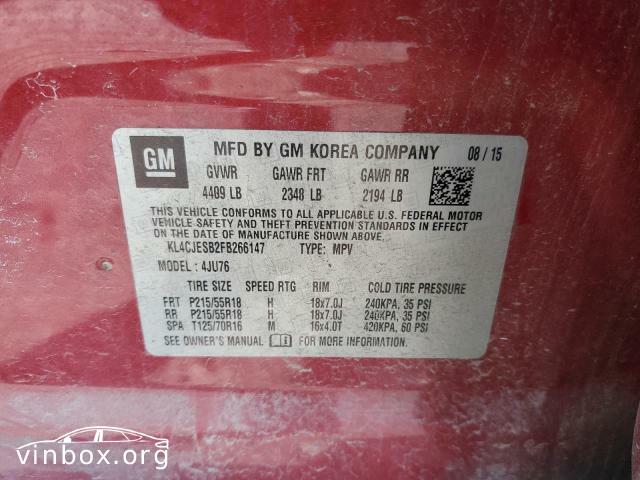 GM MFD BY GM KOREA COMPANY 08 / 15
GVWR GAWR FRT GAWR RR
4409 LB 2348 LB 2194 LB
THIS VEHICLE CONFORMS TO ALL APPLICABLE U.S. FEDERAL MOTOR
VEHICLE SAFETY AND THEFT PREVENTION STANDARDS IN EFFECT ON
THE DATE OF MANUFACTURE SHOWN ABOVE.
KL4CJESB2FB266147 TYPE: MPV
MODEL: 4JU76
TIRE SIZE SPEED RTG RIM COLD TIRE PRESSURE
FRT P215/55R18 H 18x7.0J 240KPA, 35 PSI
RR P215/55R18 H 18x7.0J 240KPA, 35 PSI
SPA T125/70R16 M 16x4.0T 420KPA, 60 PSI
SEE OWNER'S MANUAL FOR MORE INFORMATION.
vinbox.org